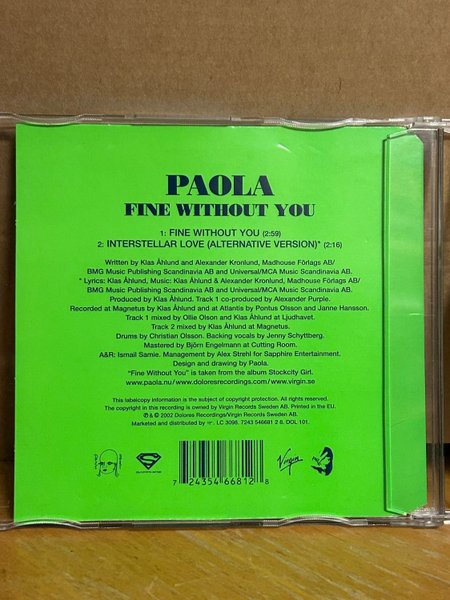 PAOLA
FINE WITHOUT YOU
1: FINE WITHOUT YOU (2:59)
2: INTERSTELLAR LOVE (ALTERNATIVE VERSION)* (2:16)
Written by Klas Åhlund and Alexander Kronlund, Madhouse Förlags AB/
BMG Music Publishing Scandinavia AB and Universal/MCA Music Scandinavia AB.
* Lyrics: Klas Åhlund, Music: Klas Åhlund & Alexander Kronlund, Madhouse Förlags AB/
BMG Music Publishing Scandinavia AB and Universal/MCA Music Scandinavia AB.
Produced by Klas Åhlund. Track 1 co-produced by Alexander Purple.
Recorded at Magnetus by Klas Åhlund and at Atlantis by Pontus Olsson and Janne Hansson.
Track 1 mixed by Ollie Olson and Klas Åhlund at Ljudhavet.
Track 2 mixed by Klas Åhlund at Magnetus.
Drums by Christian Olsson. Backing vocals by Jenny Schyttberg.
Mastered by Björn Engelmann at Cutting Room.
A&R: Ismail Samie. Management by Alex Strehl for Sapphire Entertainment.
Design and drawing by Paola.
"Fine Without You" is taken from the album Stockcity Girl.
www.paola.nu/www.doloresrecordings.com/www.virgin.se
This labelcopy information is the subject of copyright protection. All rights reserved.
The copyright in this recording is owned by Virgin Records Sweden AB. Printed in the EU.
℗ & © 2002 Dolores Recordings/Virgin Records Sweden AB.
Marketed and distributed by LC 3098. 7243 546681 2 8, DOL 101.
Virgin
7 24354 66812 8